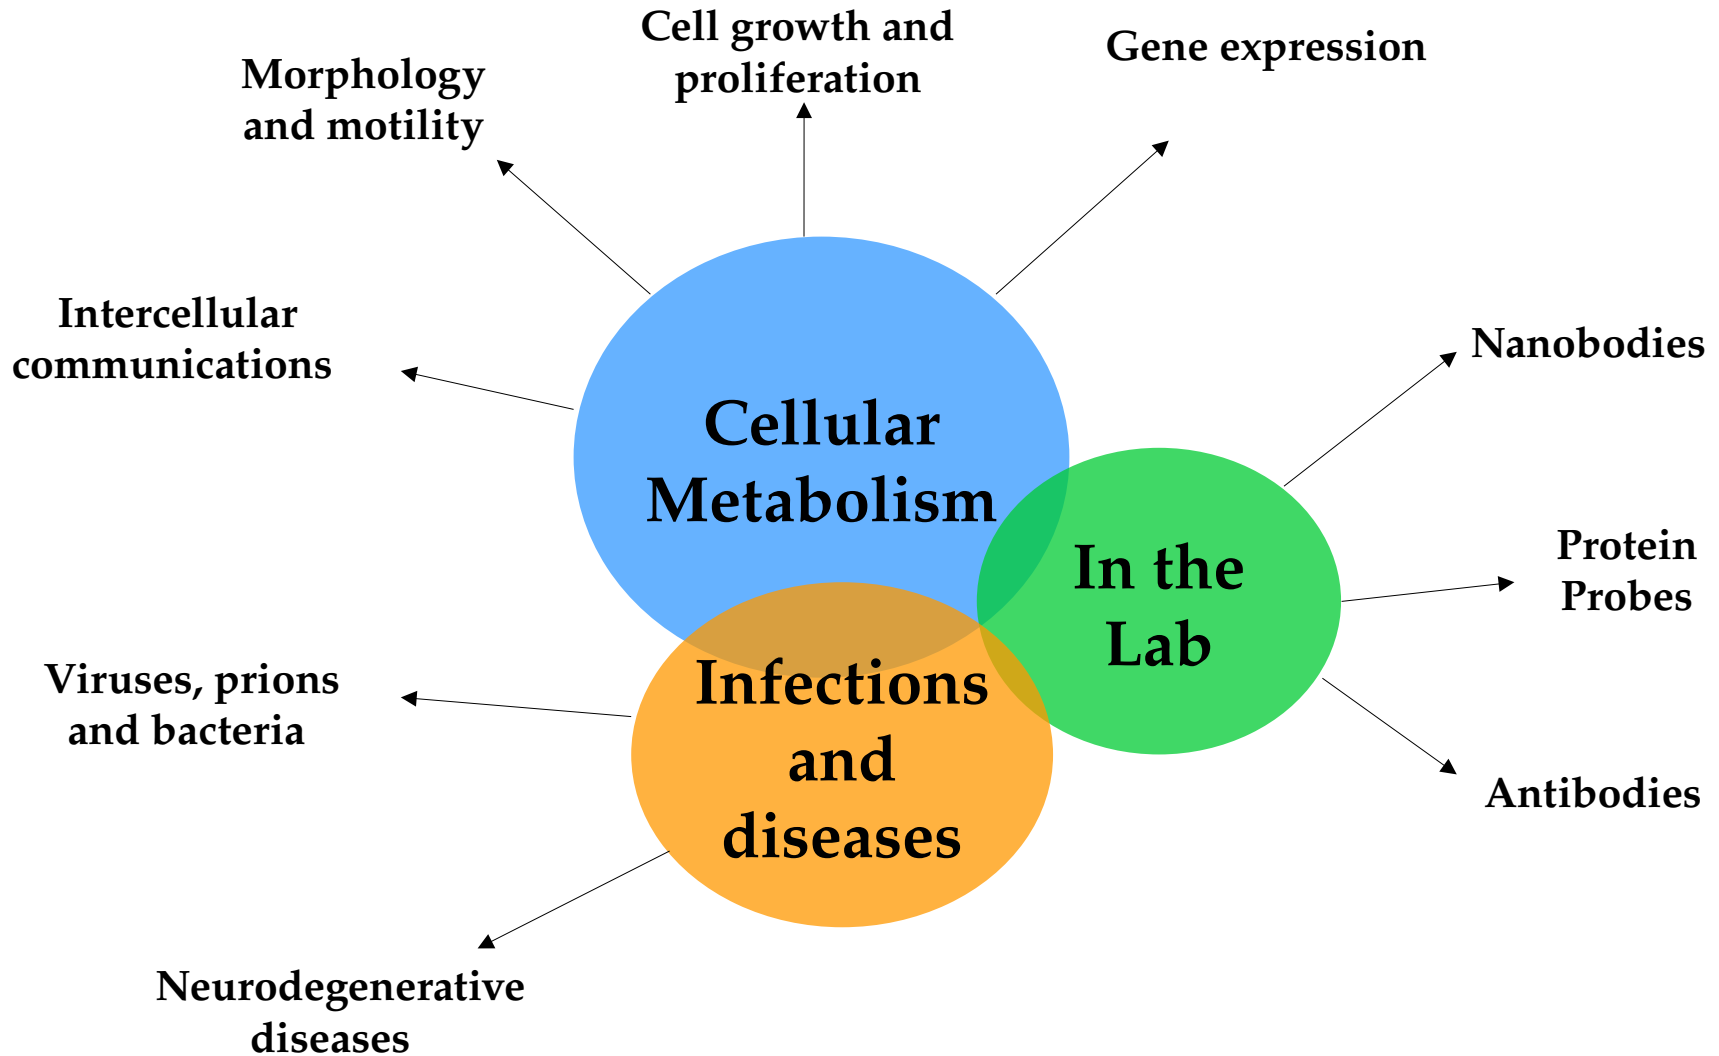 Cell growth and
proliferation
Gene expression
Morphology
and motility
Intercellular
communications
Nanobodies
Cellular
Metabolism
In the
Lab
Protein
Probes
Viruses, prions
and bacteria
Infections
and
diseases
Antibodies
Neurodegenerative
diseases